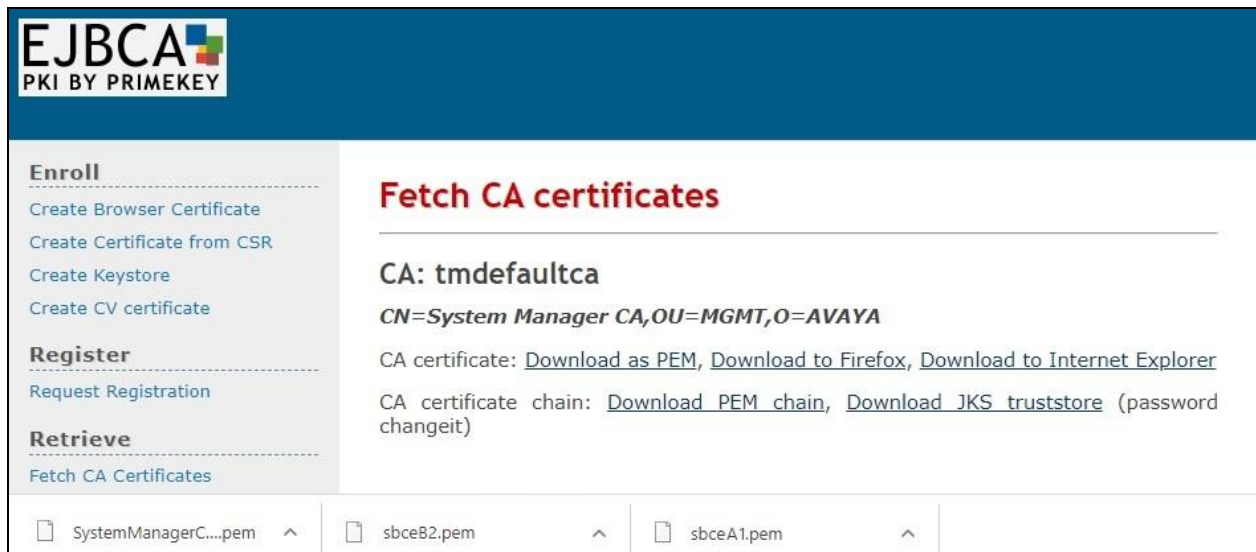 EJBCA
PKI BY PRIMEKEY
Enroll
Create Browser Certificate
Create Certificate from CSR
Create Keystore
Create CV certificate
Register
Request Registration
Retrieve
Fetch CA Certificates
Fetch CA certificates
CA: tmdefaultca
CN=System Manager CA,OU=MGMT,O=AVAYA
CA certificate: Download as PEM, Download to Firefox, Download to Internet Explorer
CA certificate chain: Download PEM chain, Download JKS truststore (password
changeit)
SystemManagerC....pem
sbceB2.pem
sbceA1.pem